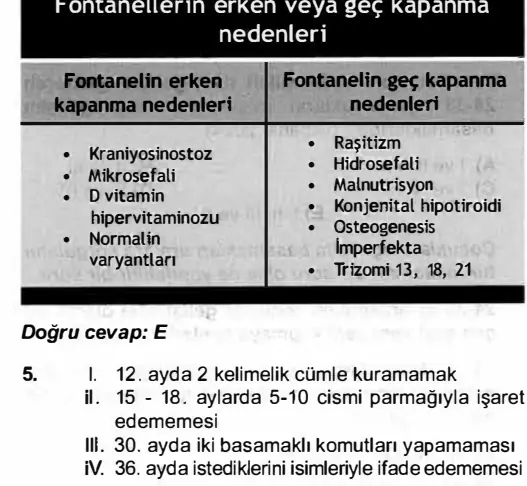 Fontanellerin erken veya geç kapanma
nedenleri
Fontanelin erken
kapanma nedenleri
• Kraniyosinostoz
• Mikrosefali
• D vitamin
hipervitaminozu
• Normalin
varyantları
Fontanelin geç kapanma
nedenleri
• Raşitizm
• Hidrosefali
• Malnutrisyon
• Konjenital hipotiroidi
• Osteogenesis
İmperfekta
• Trizomi 13, 18, 21
Doğru cevap: E
5. I. 12. ayda 2 kelimelik cümle kuramamak
iI. 15 - 18. aylarda 5-10 cismi parmağıyla işaret
edememesi
III. 30. ayda iki basamaklı komutları yapamaması
iV. 36. ayda istediklerini isimleriyle ifade edememesi